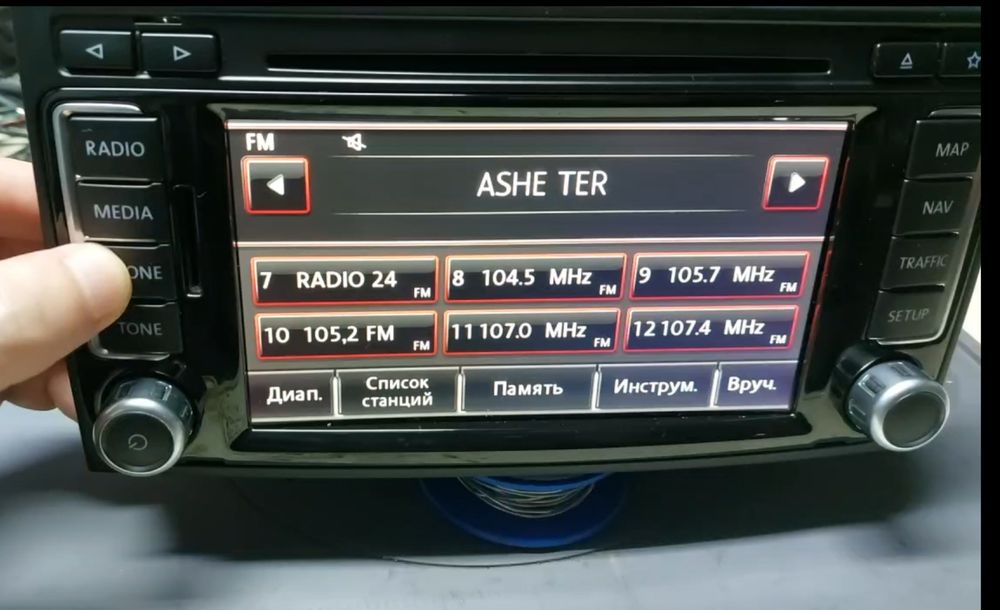 RADIO
MEDIA
ONE
TONE
MAP
NAV
TRAFFIC
SETUP
FM
ASHE TER
7 RADIO 24 FM
8 104.5 MHz FM
9 105.7 MHz FM
10 105,2 FM FM
11 107.0 MHz FM
12 107.4 MHz FM
Диап.
Список
станций
Память
Инструм.
Вруч.